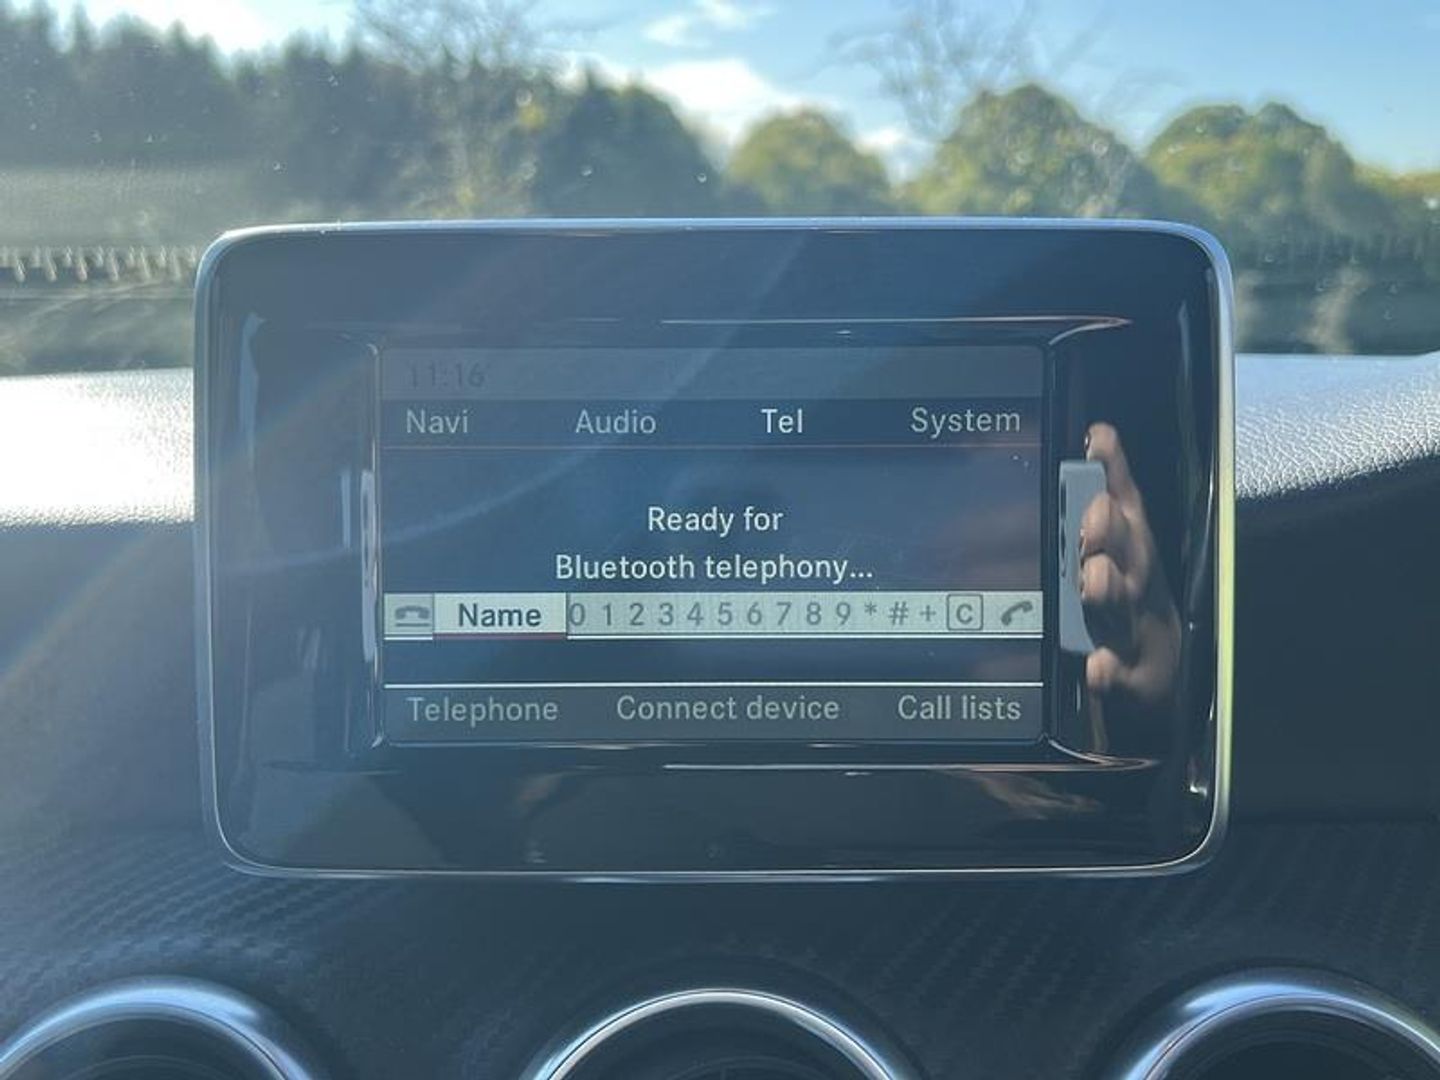 11:16
Navi Audio Tel System
Ready for
Bluetooth telephony...
Name 0 1 2 3 4 5 6 7 8 9 * # + C
Telephone Connect device Call lists